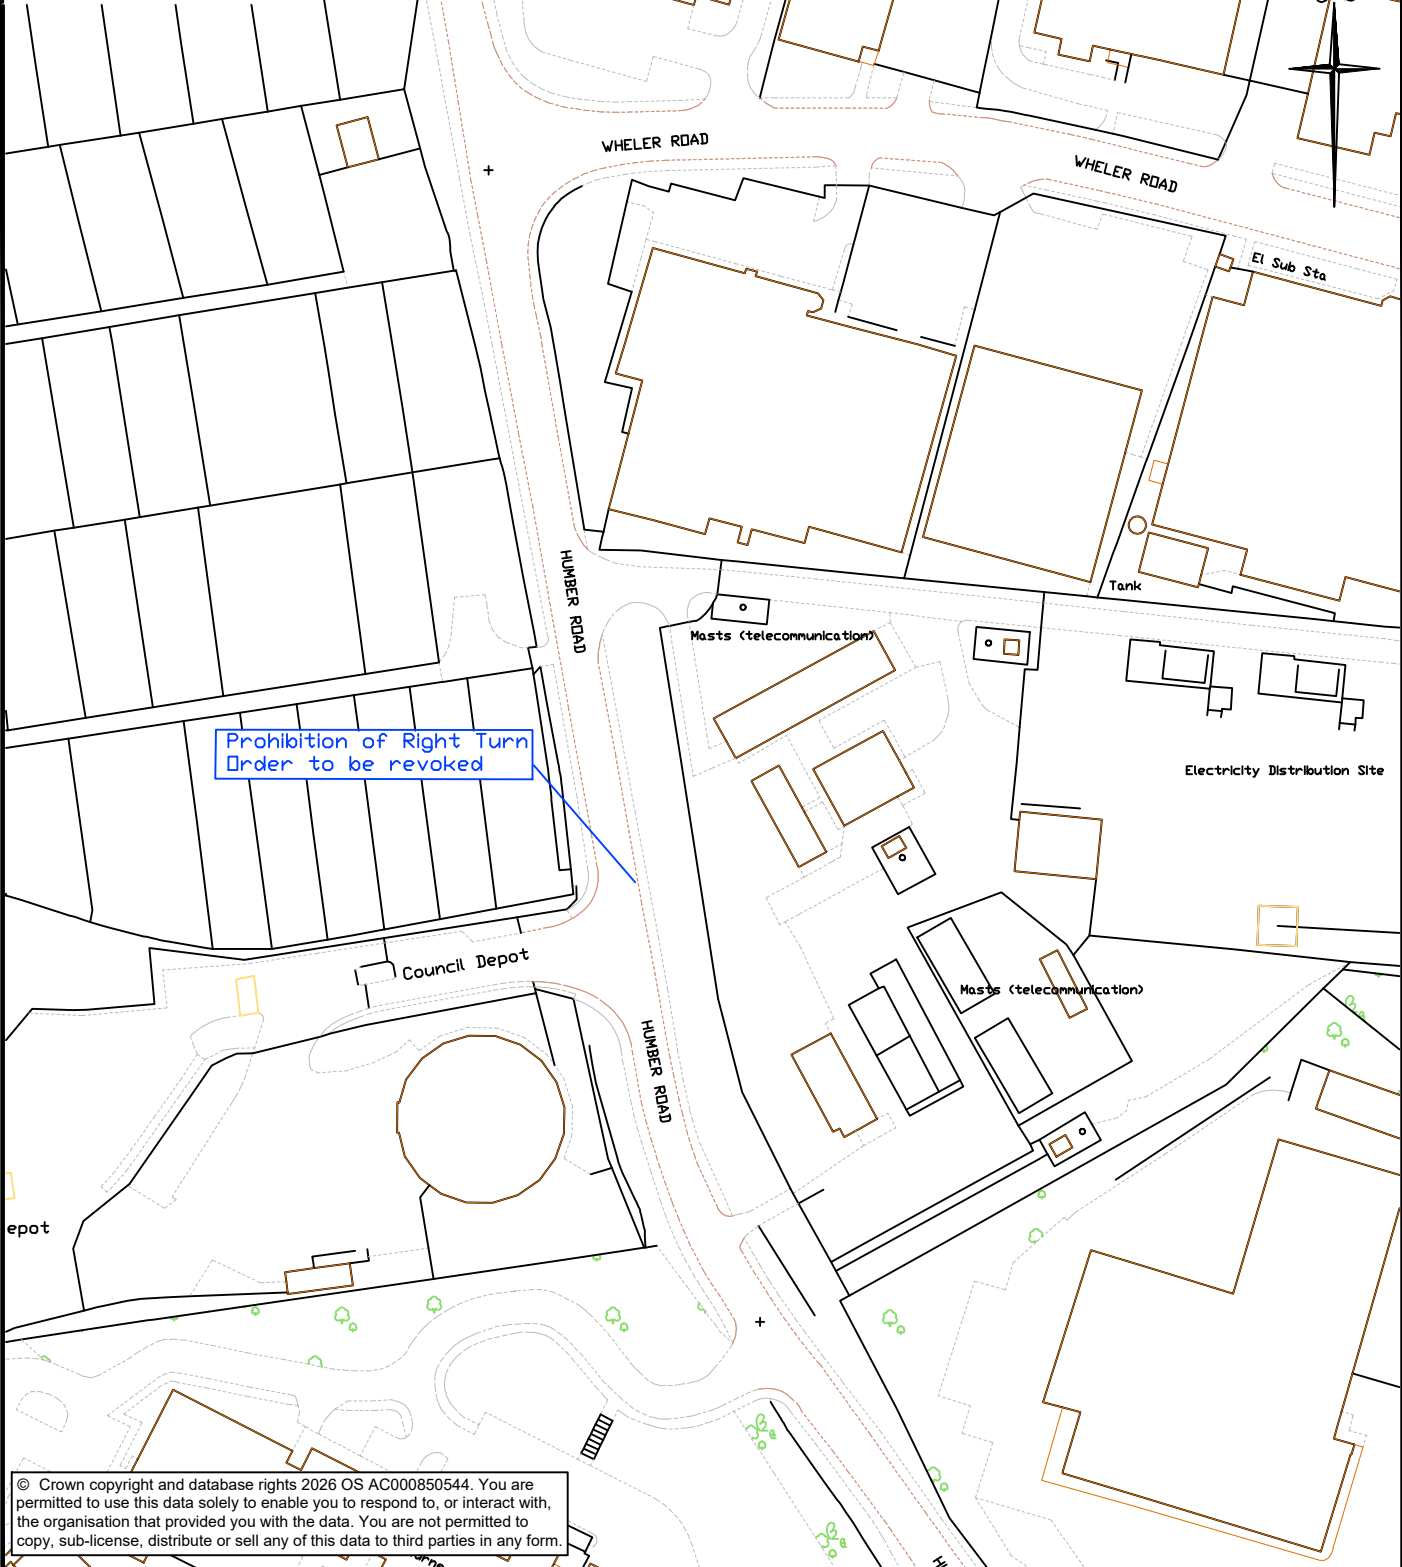 WHELER ROAD
WHELER ROAD
El Sub Sta
HUMBER ROAD
Tank
Masts (telecommunication)
Prohibition of Right Turn
Order to be revoked
Electricity Distribution Site
Council Depot
Masts (telecommunication)
HUMBER ROAD
epot
© Crown copyright and database rights 2026 OS AC000850544. You are
permitted to use this data solely to enable you to respond to, or interact with,
the organisation that provided you with the data. You are not permitted to
copy, sub-license, distribute or sell any of this data to third parties in any form.